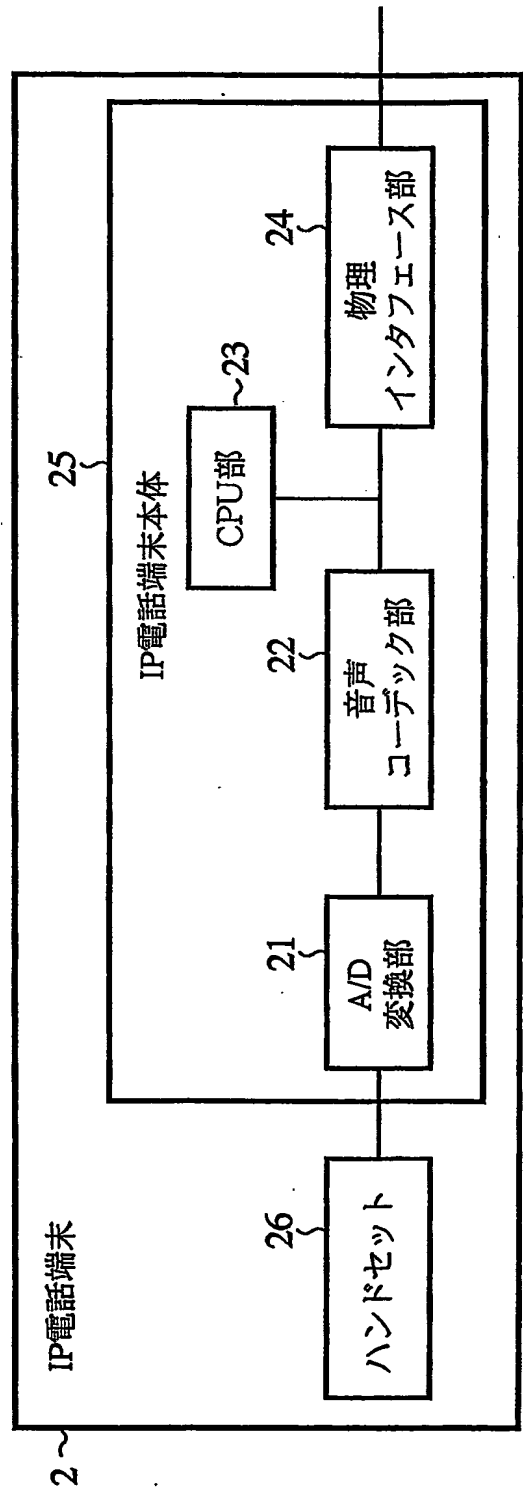 2
IP電話端末
25
IP電話端末本体
26
ハンドセット
21
A/D
変換部
22
音声
コーデック部
23
CPU部
24
物理
インタフェース部